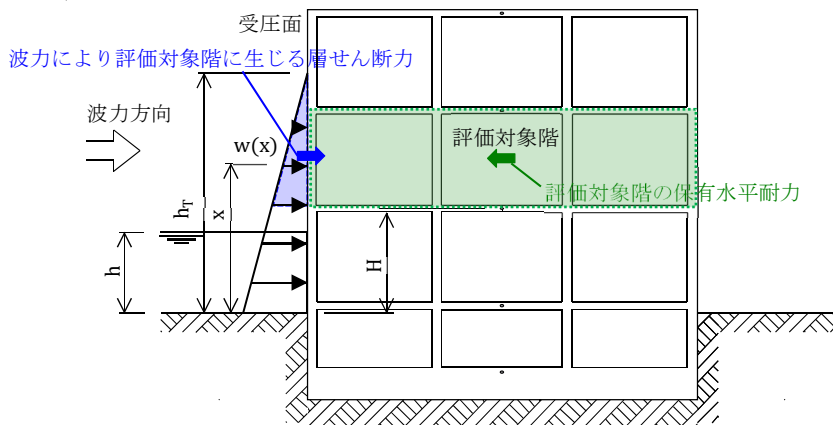 受圧面
波力により評価対象階に生じる層せん断力
波力方向
w(x)
評価対象階
評価対象階の保有水平耐力
hT
x
h
H